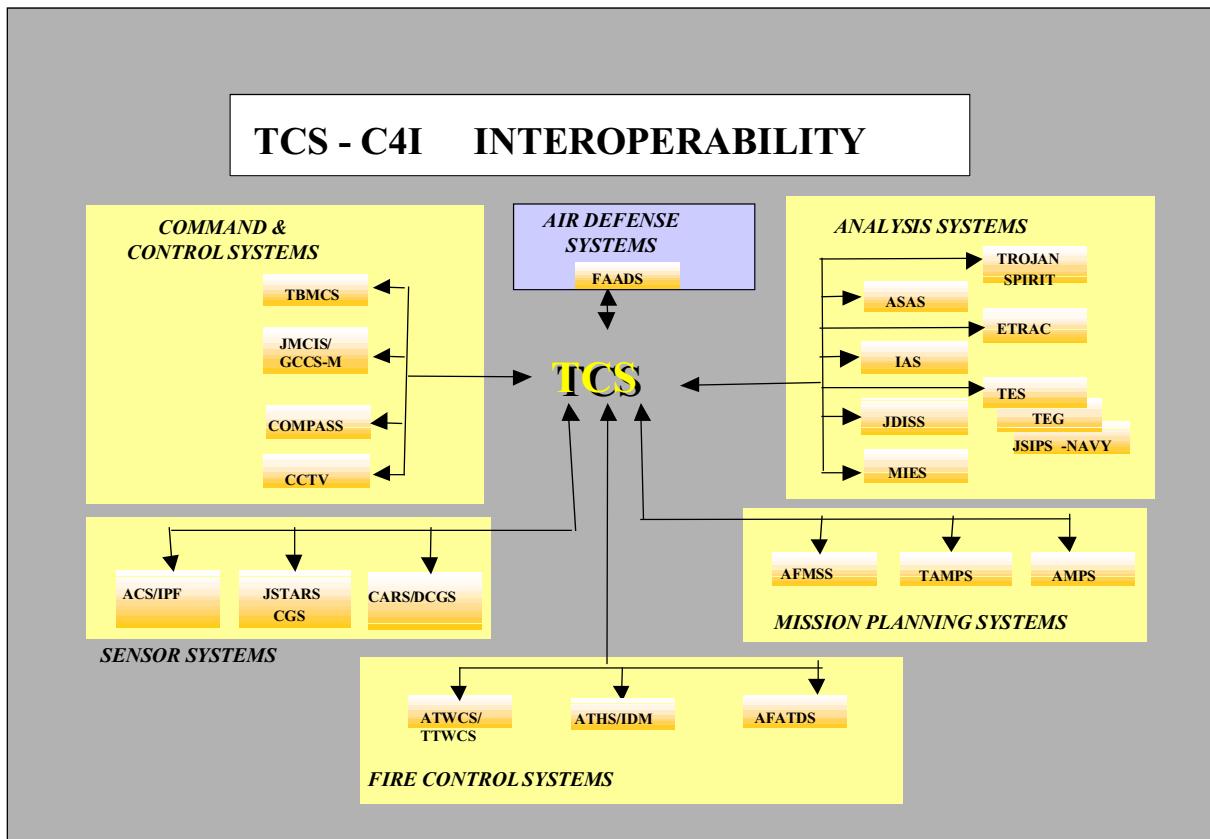 TCS - C4I INTEROPERABILITY
COMMAND &
CONTROL SYSTEMS
TBMCS
JMCIS/
GCCS-M
COMPASS
CCTV
AIR DEFENSE
SYSTEMS
FAADS
TCS
ANALYSIS SYSTEMS
TROJAN
SPIRIT
ASAS
ETRAC
IAS
TES
JDISS
TEG
JSIPS -NAVY
MIES
ACS/IPF
JSTARS
CGS
CARS/DCGS
SENSOR SYSTEMS
AFMSS
TAMPS
AMPS
MISSION PLANNING SYSTEMS
ATWCS/
TTWCS
ATHS/IDM
AFATDS
FIRE CONTROL SYSTEMS